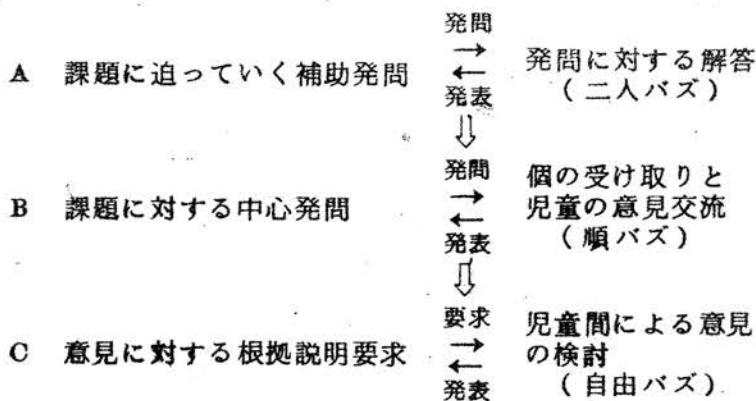 発問
A 課題に迫っていく補助発問 → 発問に対する解答
← (二人バズ)
発表
⇩
発問 個の受け取りと
B 課題に対する中心発問 → 児童の意見交流
← (順バズ)
発表
⇩
要求 児童間による意見
C 意見に対する根拠説明要求 → の検討
← (自由バズ)
発表